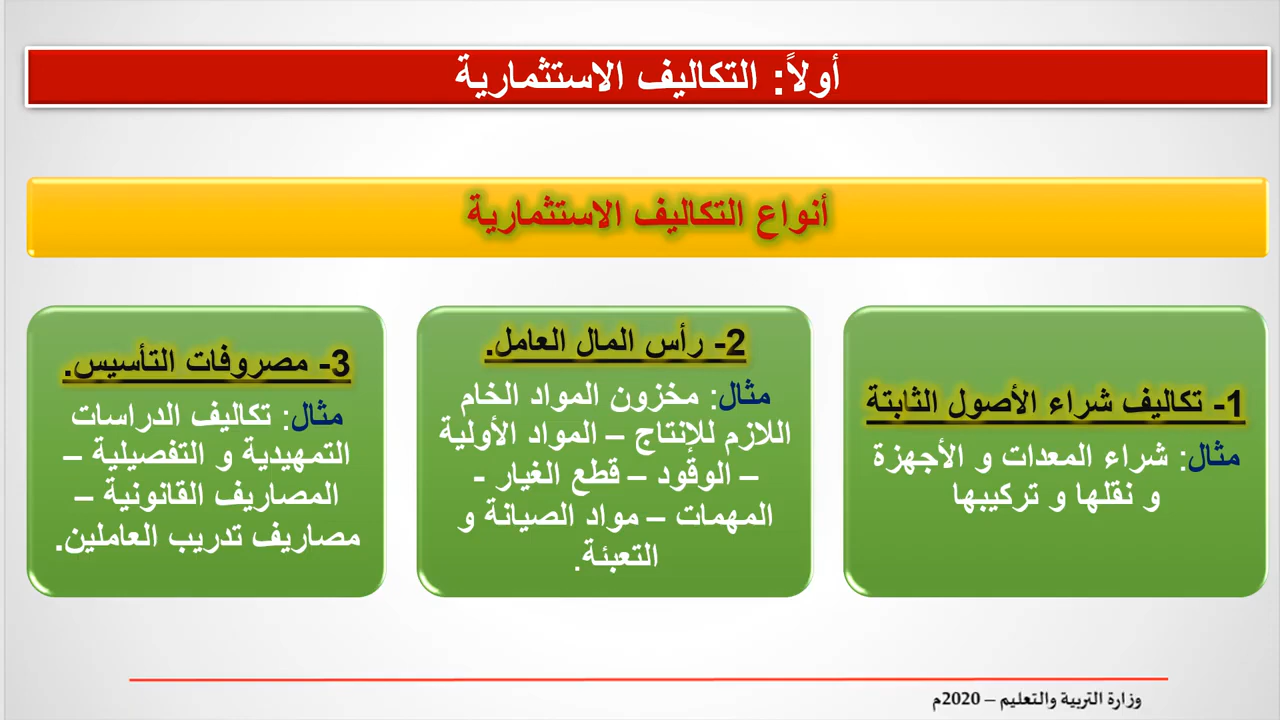 أولاً: التكاليف الاستثمارية
أنواع التكاليف الاستثمارية
1- تكاليف شراء الأصول الثابتة
مثال: شراء المعدات و الأجهزة
و نقلها و تركيبها
2- رأس المال العامل.
مثال: مخزون المواد الخام
اللازم للإنتاج – المواد الأولية
– الوقود – قطع الغيار -
المهمات – مواد الصيانة و
التعبئة.
3- مصروفات التأسيس.
مثال: تكاليف الدراسات
التمهيدية و التفصيلية –
المصاريف القانونية –
مصاريف تدريب العاملين.
وزارة التربية والتعليم – 2020م